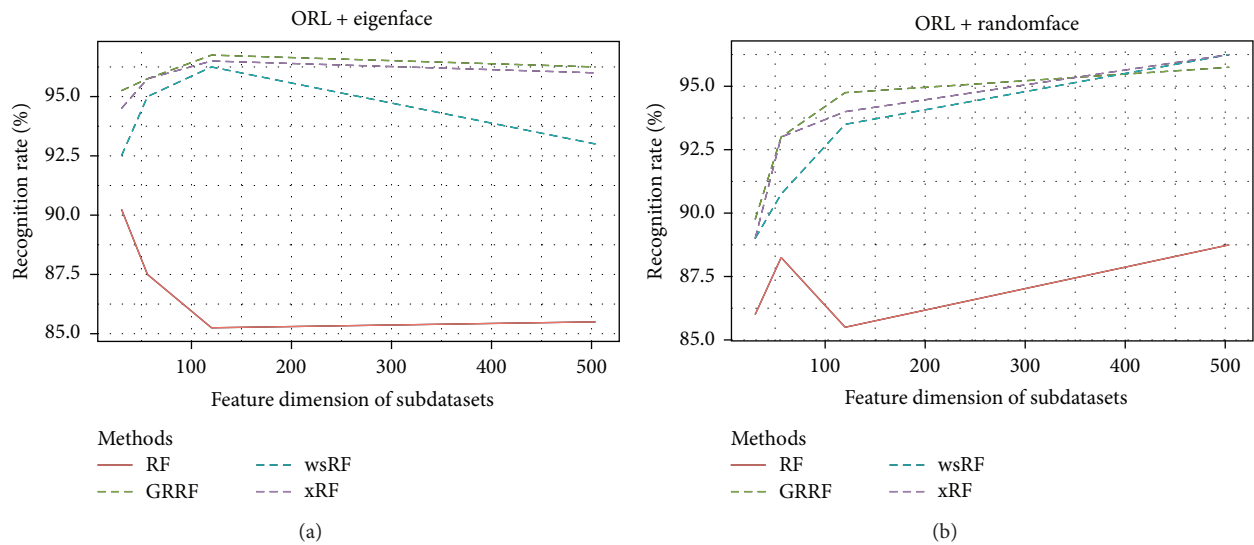 ORL + eigenface
Recognition rate (%)
95.0
92.5
90.0
87.5
85.0
100 200 300 400 500
Feature dimension of subdatasets
Methods
RF wsRF
GRRF xRF
(a)
ORL + randomface
Recognition rate (%)
95.0
92.5
90.0
87.5
85.0
100 200 300 400 500
Feature dimension of subdatasets
Methods
RF wsRF
GRRF xRF
(b)